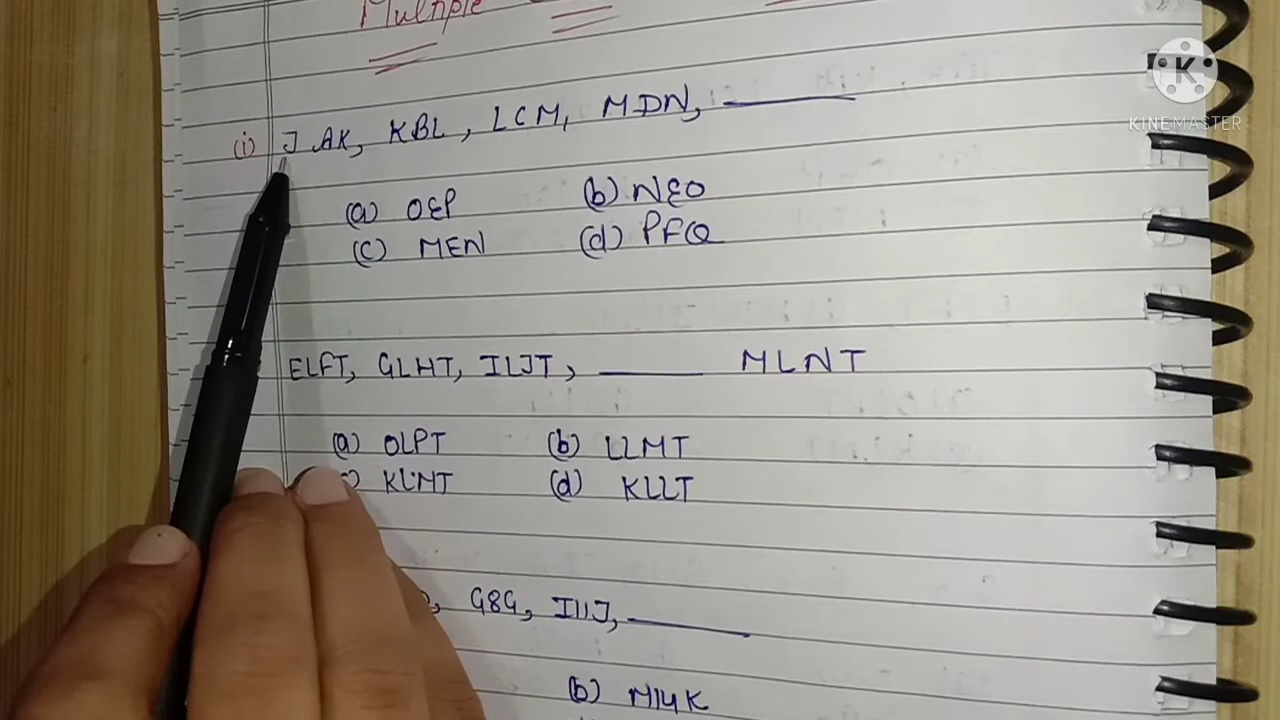 Multiple
(i) JAK, KBL, LCM, MDN, ______
(a) OEP (b) NEO
(c) MEN (d) PFQ
ELFT, GLHT, ILJT, ______ MLNT
(a) OLPT (b) LLMT
KLMT (d) KLLT
G8G, I11J, ______
(b) M14K
K
KINEMASTER